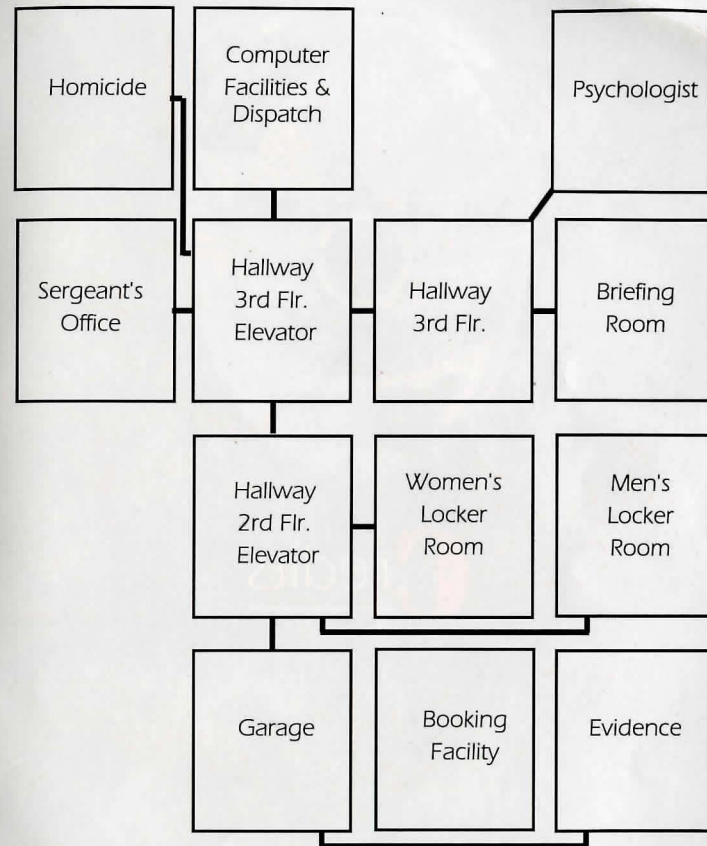 Homicide
Computer
Facilities &
Dispatch
Psychologist
Sergeant's
Office
Hallway
3rd Flr.
Elevator
Hallway
3rd Flr.
Briefing
Room
Hallway
2rd Flr.
Elevator
Women's
Locker
Room
Men's
Locker
Room
Garage
Booking
Facility
Evidence